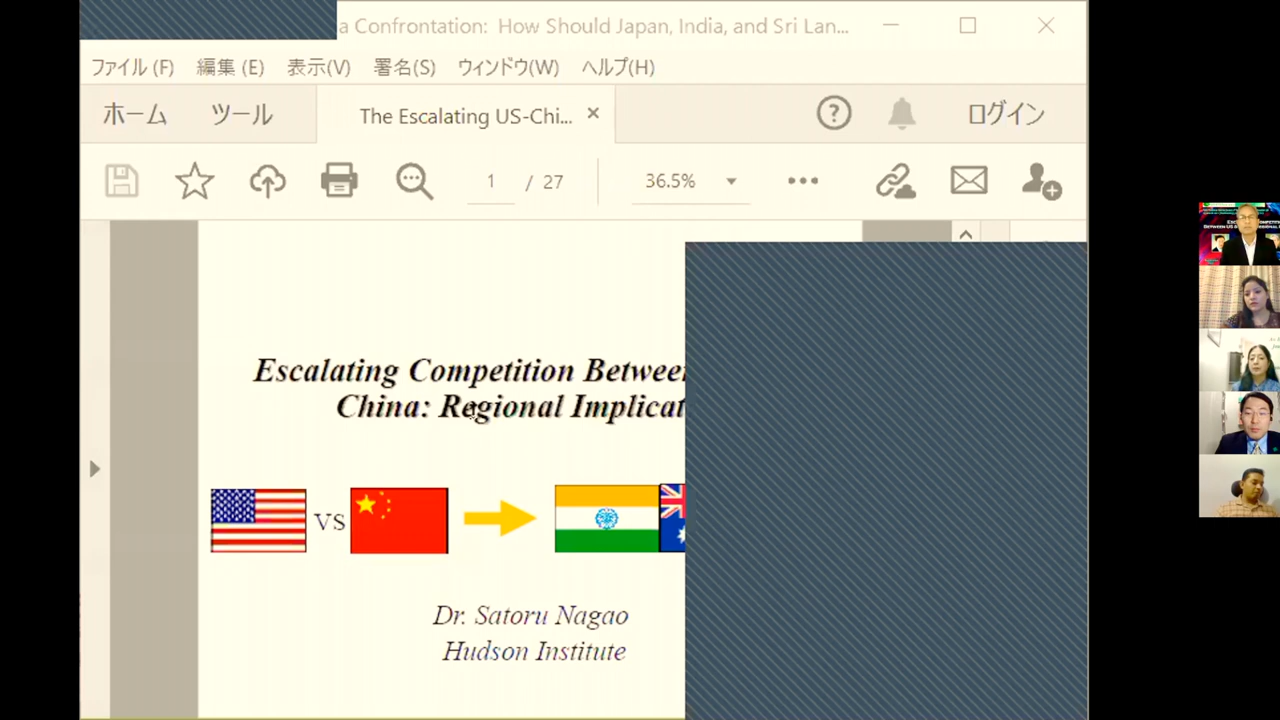 a Confrontation: How Should Japan, India, and Sri Lan...
ファイル (F) 編集 (E) 表示(V) 署名(S) ウィンドウ(W) ヘルプ(H)
ホーム ツール The Escalating US-Chi... ログイン
1 / 27 36.5%
Escalating Competition Between
China: Regional Implicat
VS
Dr. Satoru Nagao
Hudson Institute